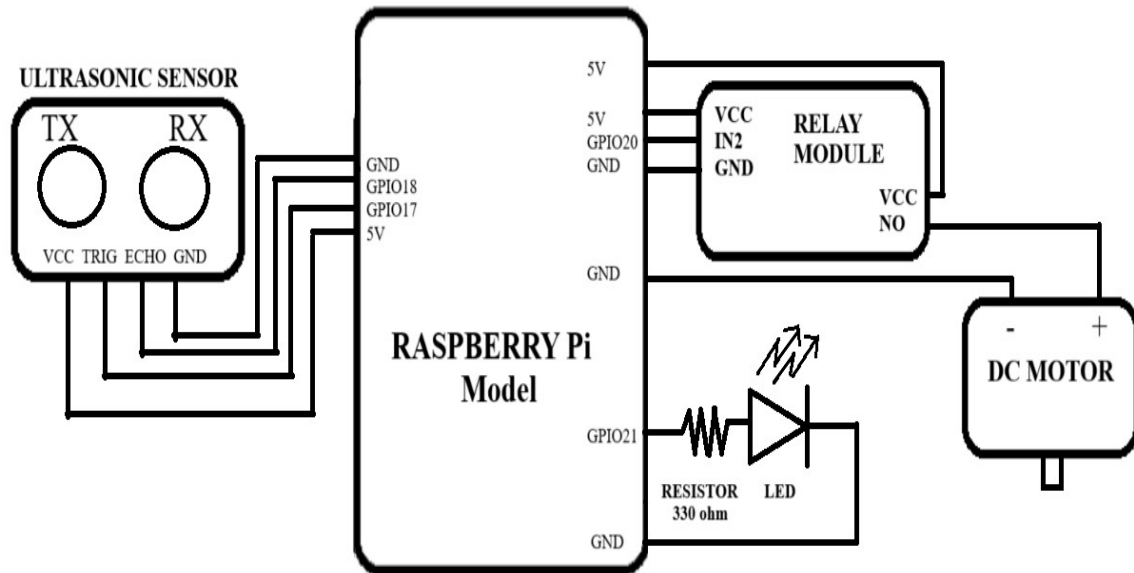 ULTRASONIC SENSOR
TX RX
VCC TRIG ECHO GND
GND
GPIO18
GPIO17
5V
RASPBERRY Pi
Model
5V
5V
GPIO20
GND
GND
GPIO21
GND
VCC
IN2
GND
RELAY
MODULE
VCC
NO
- +
DC MOTOR
RESISTOR
330 ohm
LED